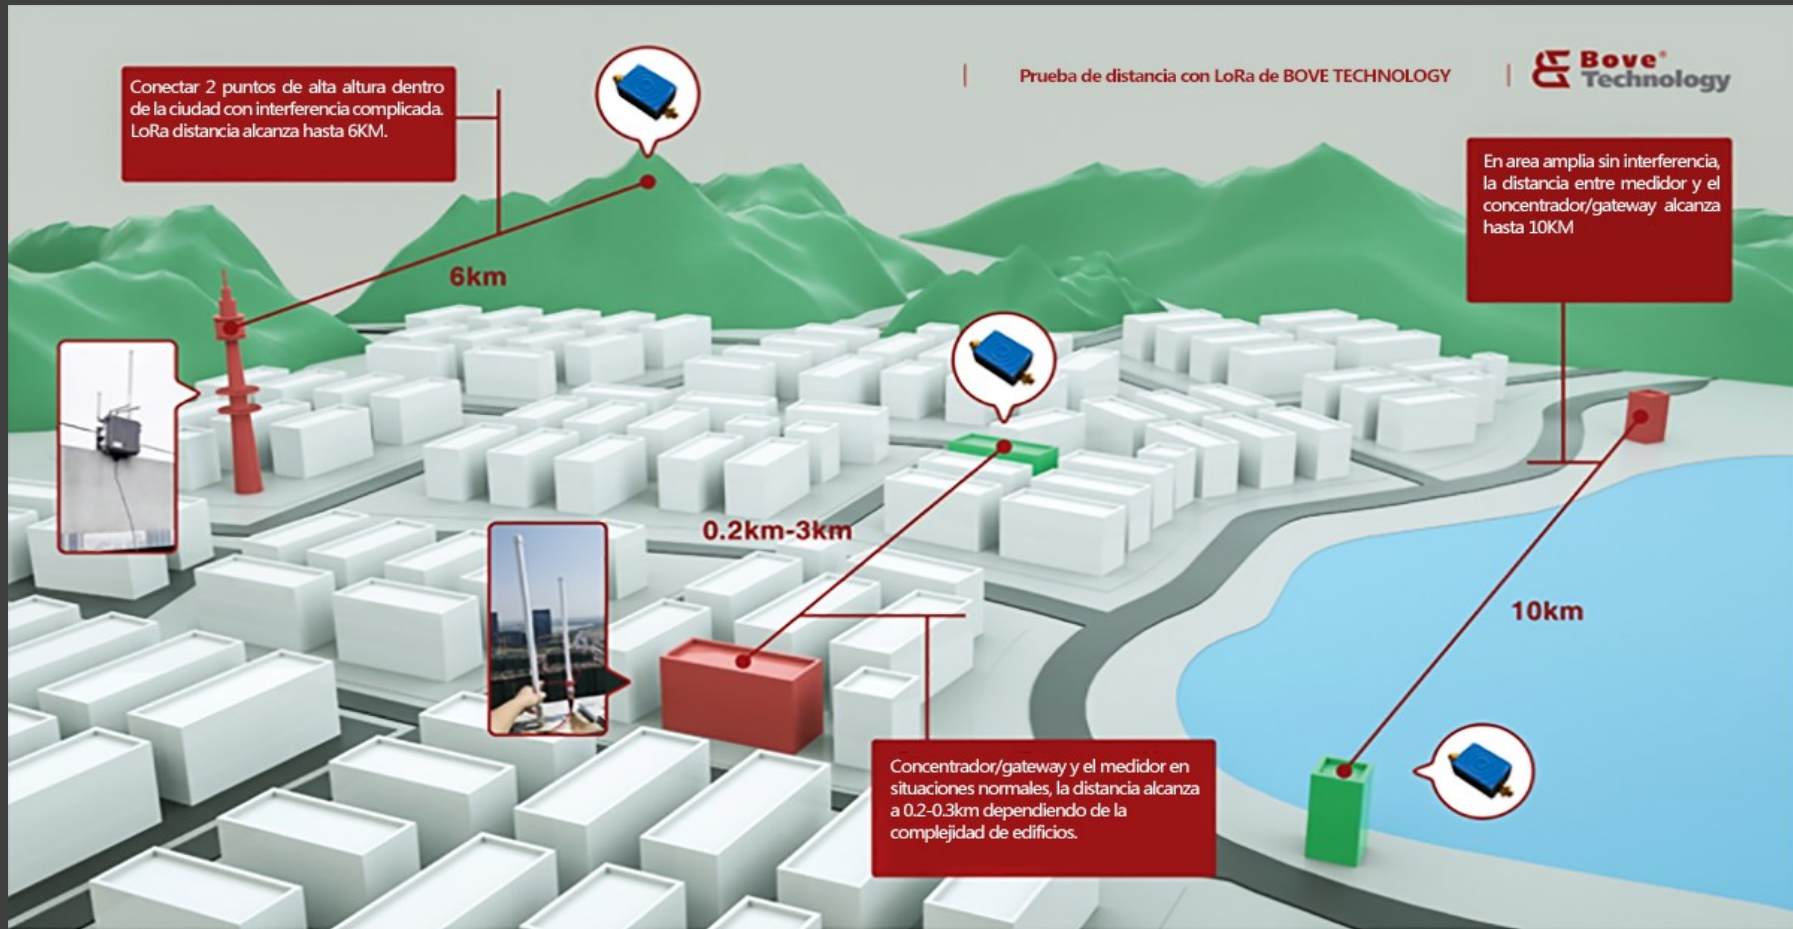 Conectar 2 puntos de alta altura dentro
de la ciudad con interferencia complicada.
LoRa distancia alcanza hasta 6KM.
Prueba de distancia con LoRa de BOVE TECHNOLOGY
Bove®
Technology
En area amplia sin interferencia,
la distancia entre medidor y el
concentrador/gateway alcanza
hasta 10KM
6km
0.2km-3km
10km
Concentrador/gateway y el medidor en
situaciones normales, la distancia alcanza
a 0.2-0.3km dependiendo de la
complejidad de edificios.